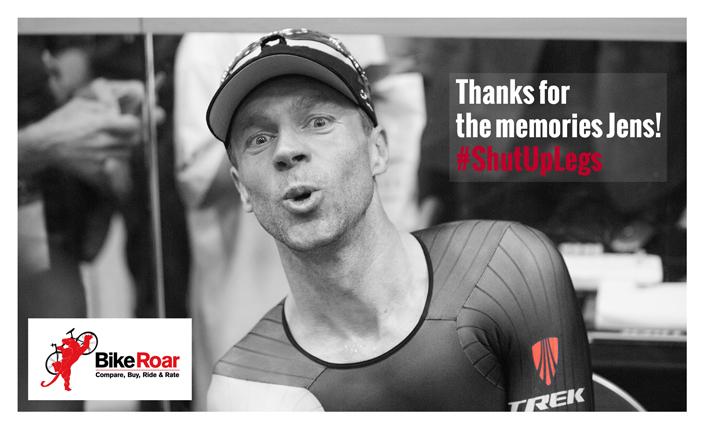 Thanks for
the memories Jens!
#ShutUpLegs
BikeRoar
Compare, Buy, Ride & Rate
TREK